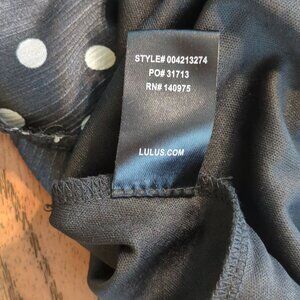 STYLE# 004213274
PO# 31713
RN# 140975
LULUS.COM